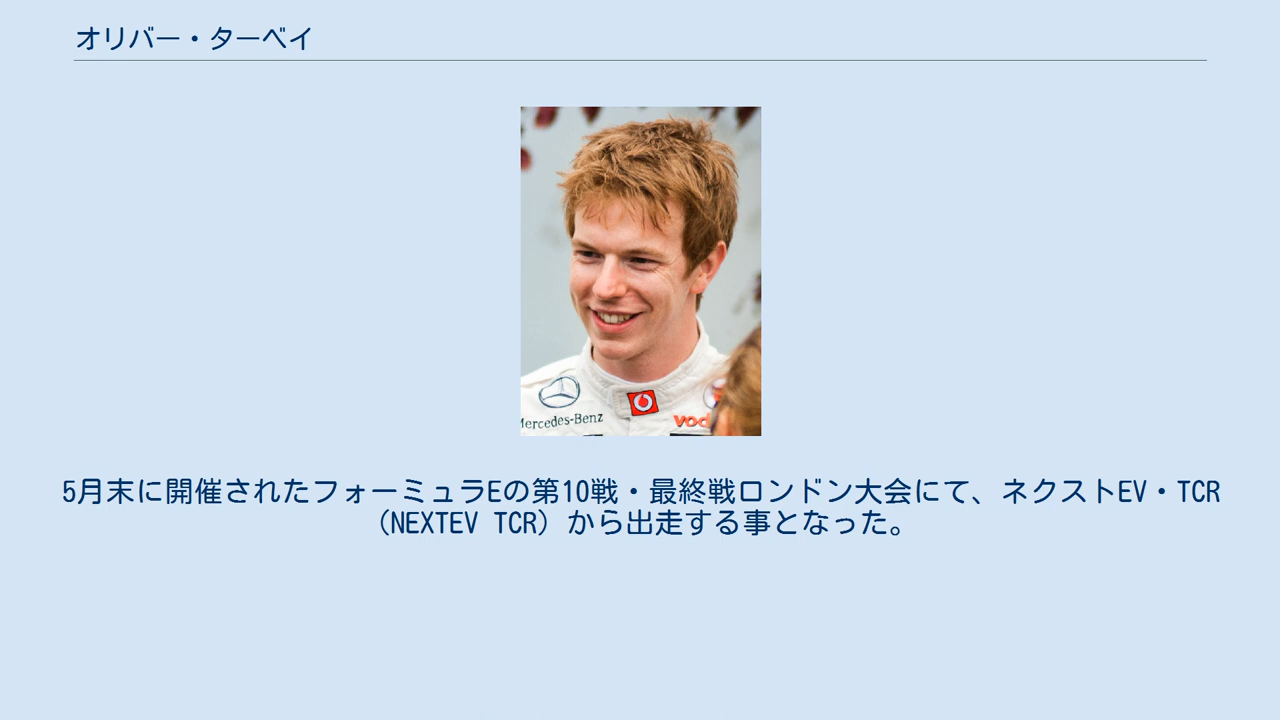 オリバー・ターベイ
Mercedes-Benz
5月末に開催されたフォーミュラEの第10戦・最終戦ロンドン大会にて、ネクストEV・TCR
（NEXTEV TCR）から出走する事となった。